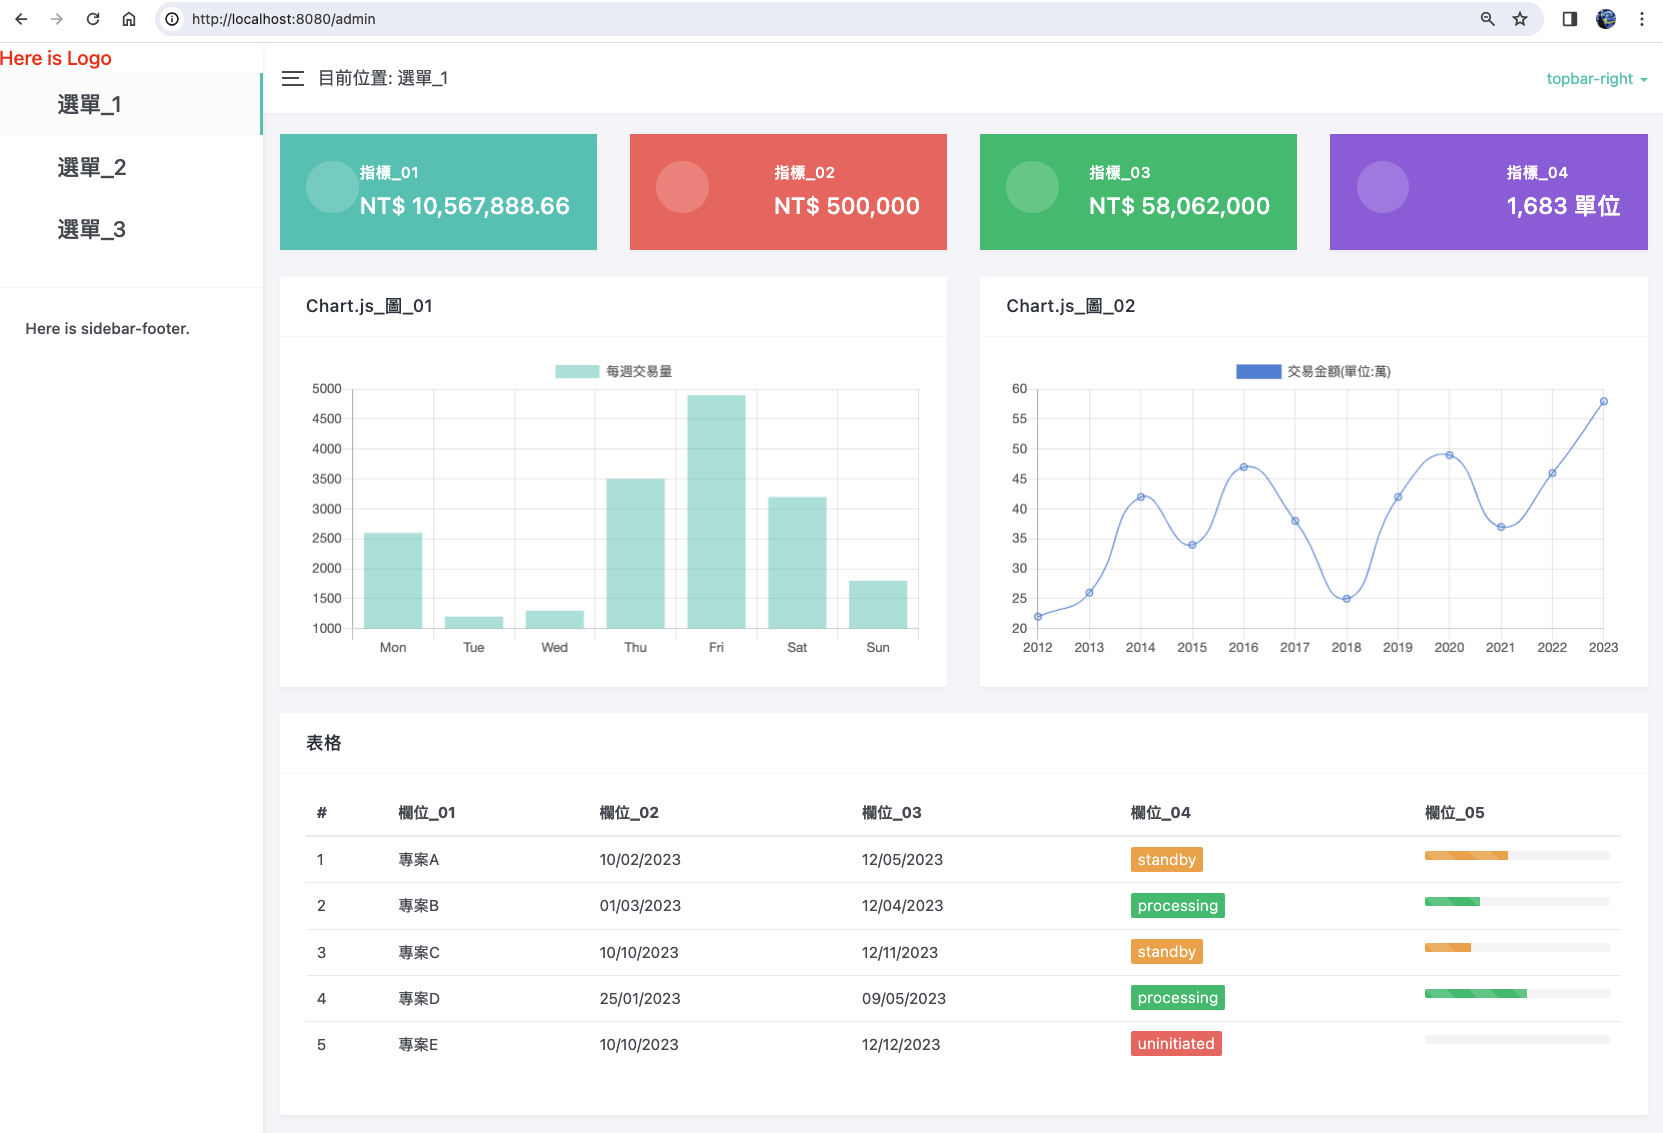 http://localhost:8080/admin
Here is Logo
選單_1
選單_2
選單_3
Here is sidebar-footer.
目前位置: 選單_1
topbar-right
指標_01
NT$ 10,567,888.66
指標_02
NT$ 500,000
指標_03
NT$ 58,062,000
指標_04
1,683 單位
Chart.js_圖_01
每週交易量
5000
4500
4000
3500
3000
2500
2000
1500
1000
Mon Tue Wed Thu Fri Sat Sun
Chart.js_圖_02
交易金額(單位:萬)
60
55
50
45
40
35
30
25
20
2012 2013 2014 2015 2016 2017 2018 2019 2020 2021 2022 2023
表格
# 欄位_01 欄位_02 欄位_03 欄位_04 欄位_05
1 專案A 10/02/2023 12/05/2023 standby
2 專案B 01/03/2023 12/04/2023 processing
3 專案C 10/10/2023 12/11/2023 standby
4 專案D 25/01/2023 09/05/2023 processing
5 專案E 10/10/2023 12/12/2023 uninitiated